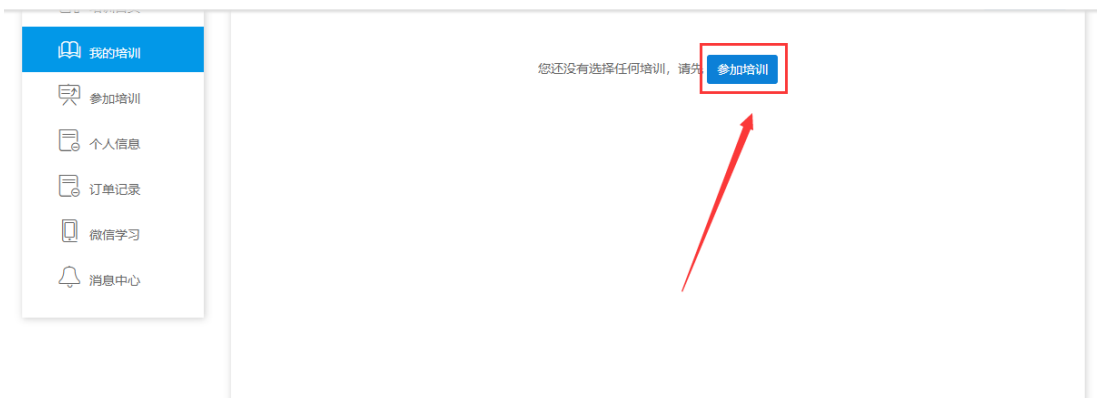 我的培训
参加培训
个人信息
订单记录
微信学习
消息中心
您还没有选择任何培训，请先 参加培训